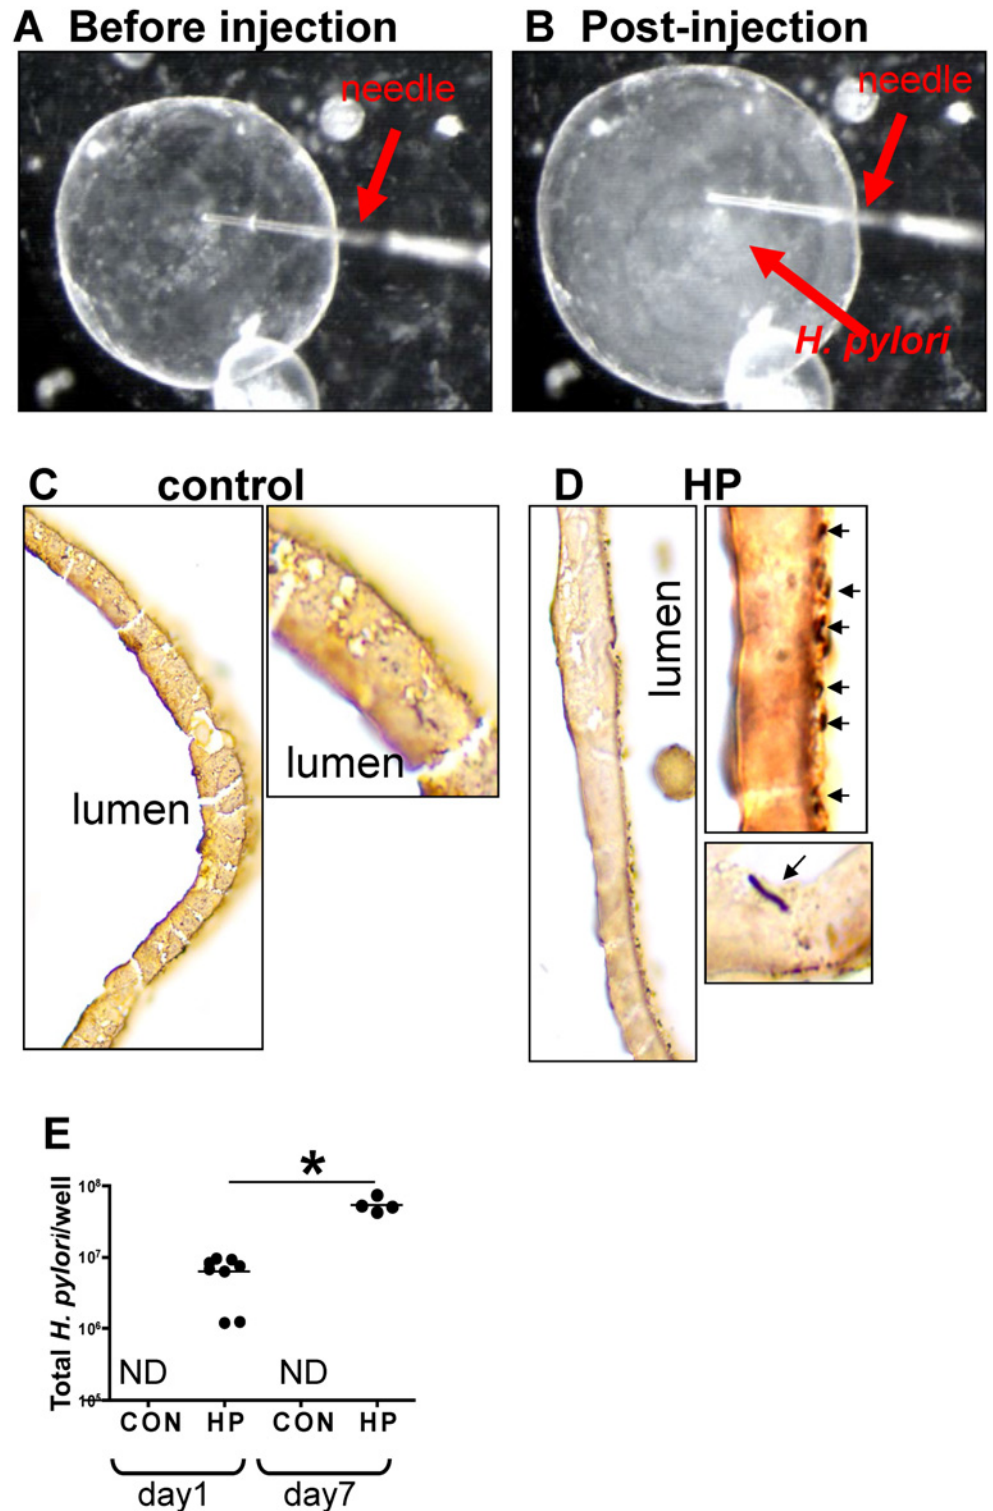 A Before injection
B Post-injection
needle
needle
H. pylori
C control
D HP
lumen
lumen
lumen
E
*
Total H. pylori/well
10⁸
10⁷
10⁶
10⁵
ND
ND
CON HP CON HP
day1 day7